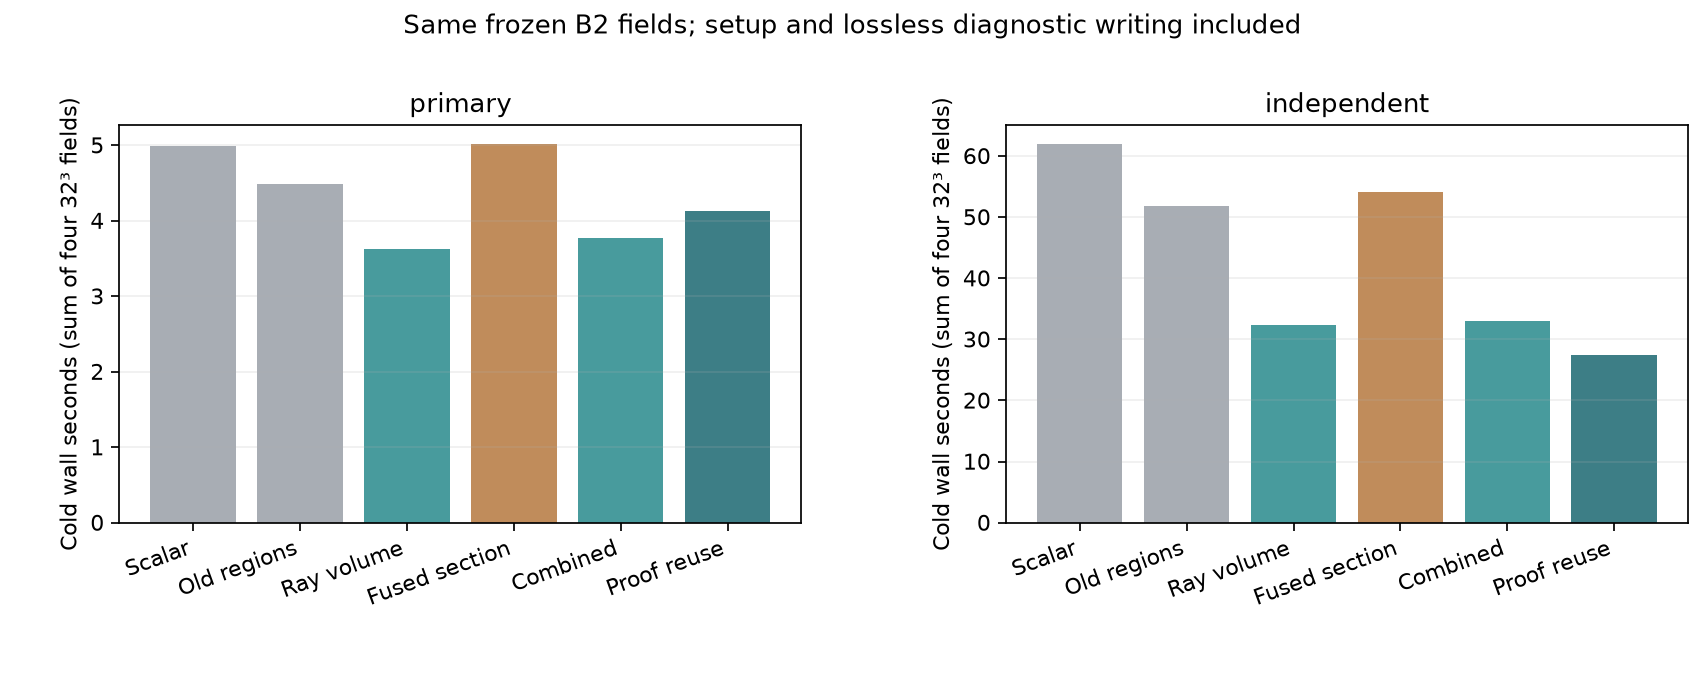 Same frozen B2 fields; setup and lossless diagnostic writing included
primary
Cold wall seconds (sum of four 32³ fields)
5
4
3
2
1
0
Scalar
Old regions
Ray volume
Fused section
Combined
Proof reuse
independent
Cold wall seconds (sum of four 32³ fields)
60
50
40
30
20
10
0
Scalar
Old regions
Ray volume
Fused section
Combined
Proof reuse